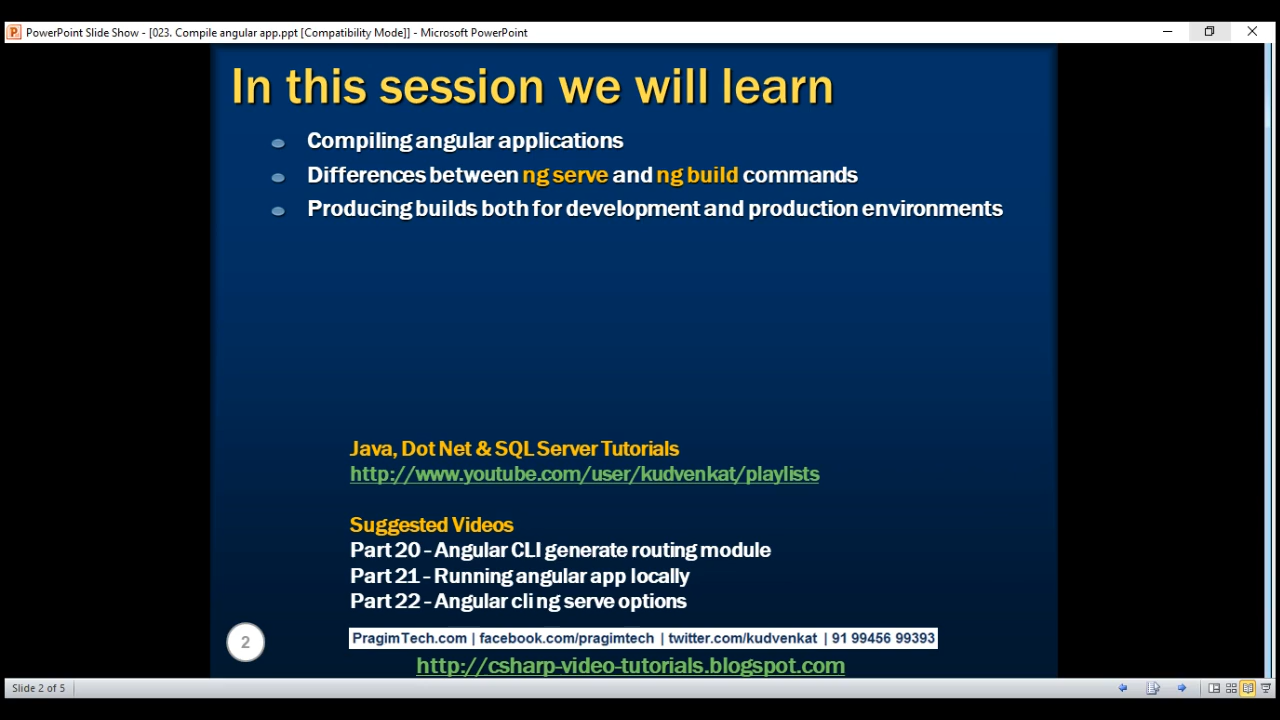 PowerPoint Slide Show - [023. Compile angular app.ppt [Compatibility Mode]] - Microsoft PowerPoint
In this session we will learn
Compiling angular applications
Differences between ng serve and ng build commands
Producing builds both for development and production environments
Java, Dot Net & SQL Server Tutorials
http://www.youtube.com/user/kudvenkat/playlists
Suggested Videos
Part 20 - Angular CLI generate routing module
Part 21 - Running angular app locally
Part 22 - Angular cli ng serve options
2
PragimTech.com | facebook.com/pragimtech | twitter.com/kudvenkat | 91 99456 99393
http://csharp-video-tutorials.blogspot.com
Slide 2 of 5